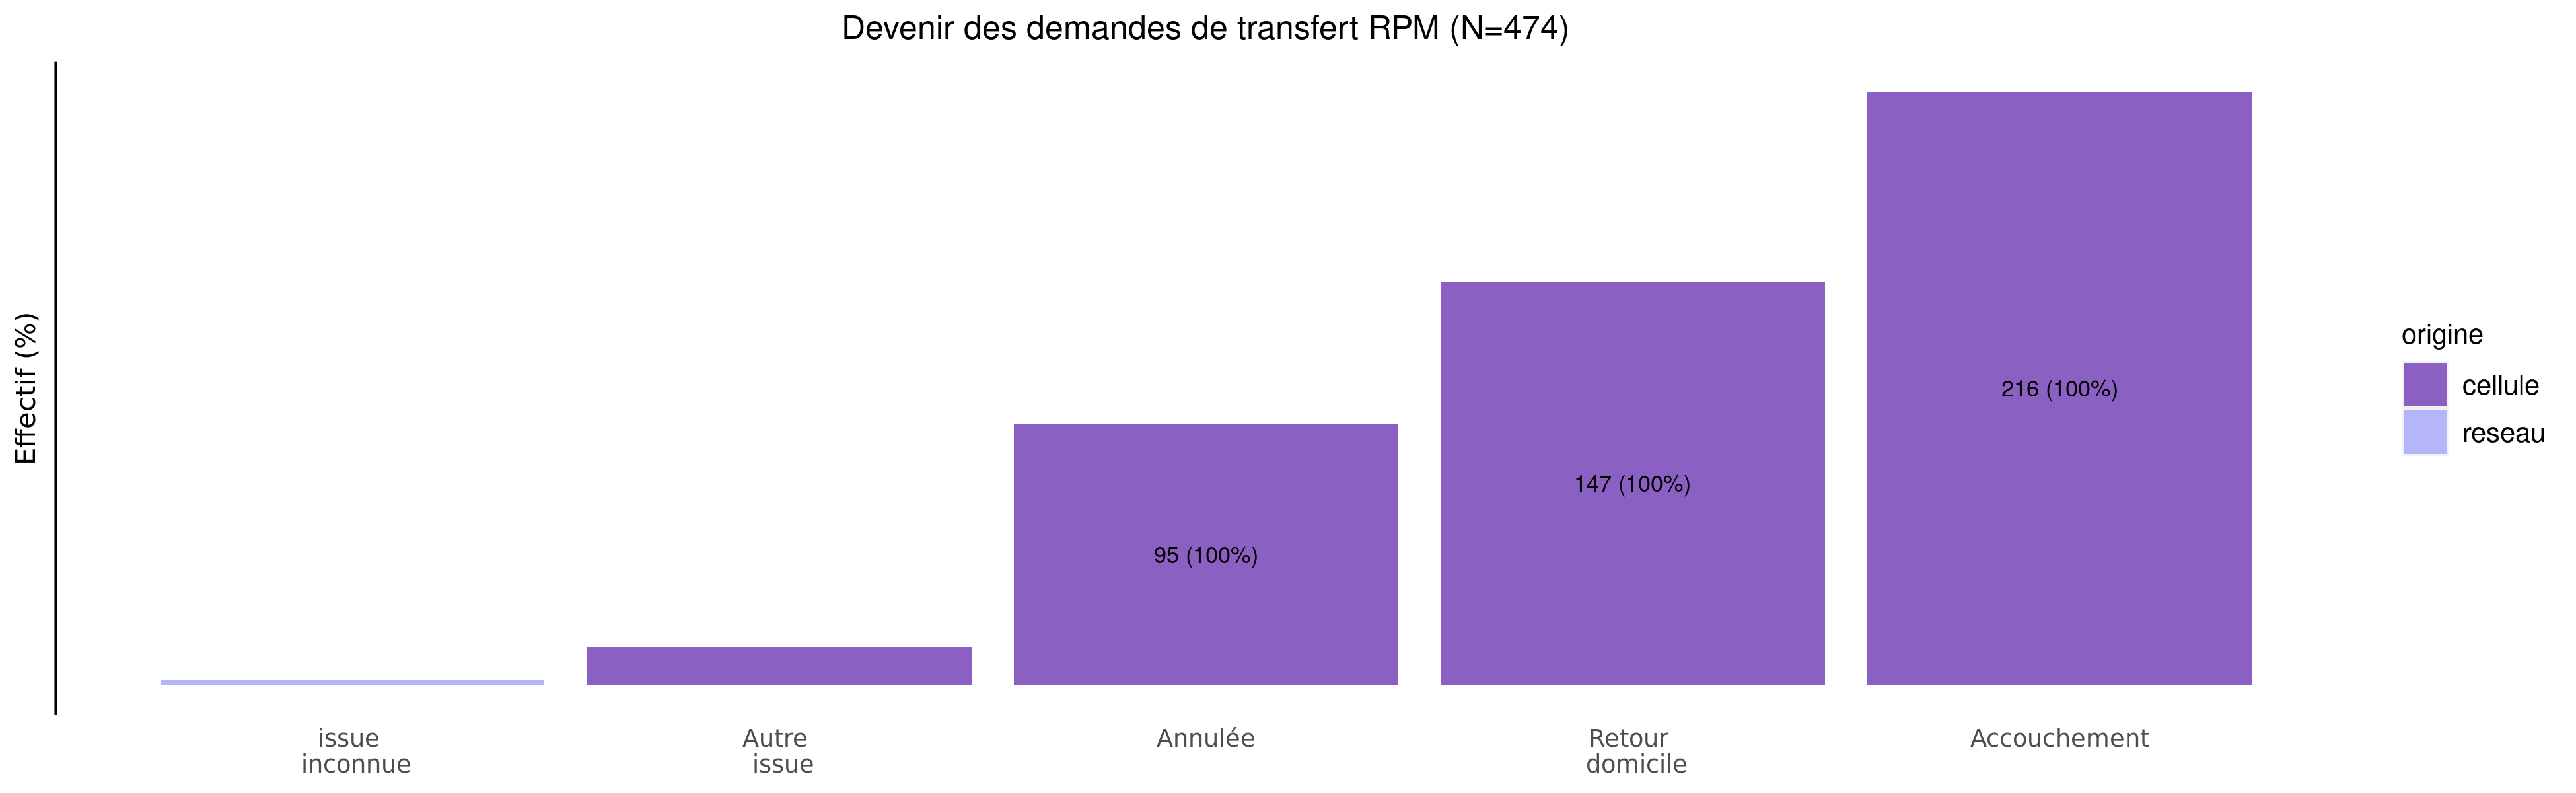 Devenir des demandes de transfert RPM (N=474)
Effectif (%)
216 (100%)
147 (100%)
95 (100%)
origine
cellule
reseau
issue
inconnue
Autre
issue
Annulée
Retour
domicile
Accouchement